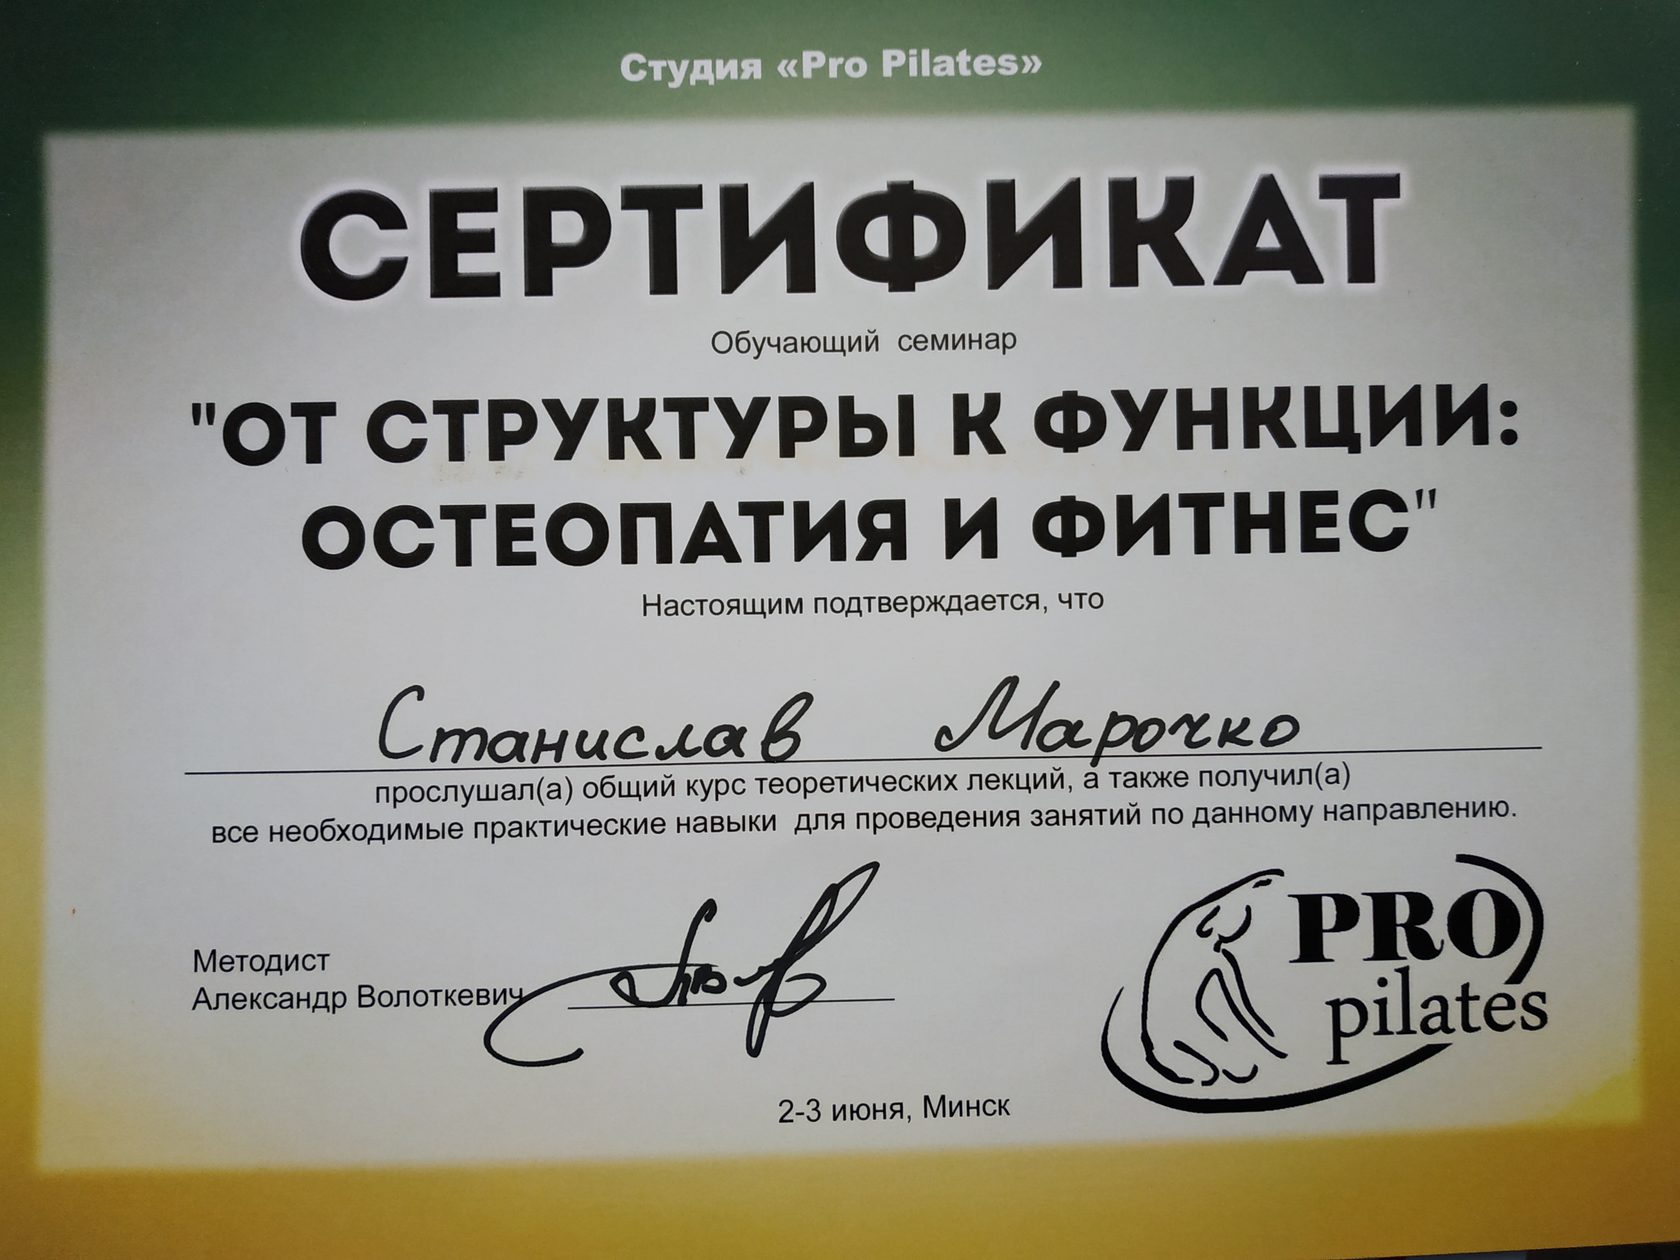 Студия «Pro Pilates»
СЕРТИФИКАТ
Обучающий семинар
"ОТ СТРУКТУРЫ К ФУНКЦИИ:
ОСТЕОПАТИЯ И ФИТНЕС"
Настоящим подтверждается, что
Станислав Марочко
прослушал(а) общий курс теоретических лекций, а также получил(а)
все необходимые практические навыки для проведения занятий по данному направлению.
Методист
Александр Волоткевич
PRO
pilates
2-3 июня, Минск